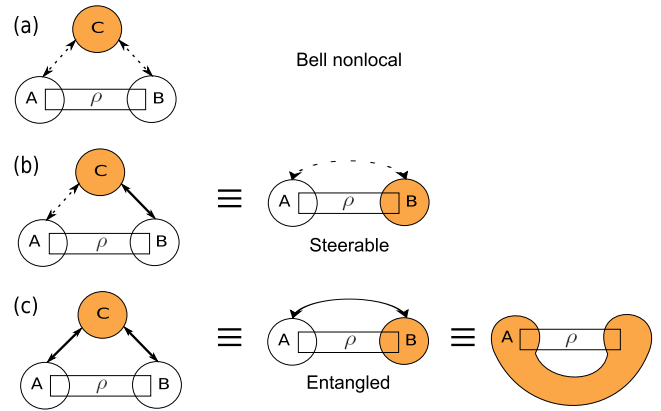 (a)
C
A ρ B
Bell nonlocal
(b)
C
A ρ B
≡
A ρ B
Steerable
(c)
C
A ρ B
≡
A ρ B
Entangled
≡
A ρ